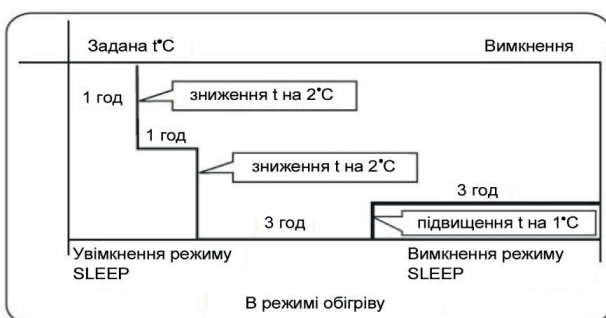 Задана t°C
Вимкнення
1 год
зниження t на 2°C
1 год
зниження t на 2°C
3 год
3 год
підвищення t на 1°C
Увімкнення режиму
SLEEP
Вимкнення режиму
SLEEP
В режимі обігріву